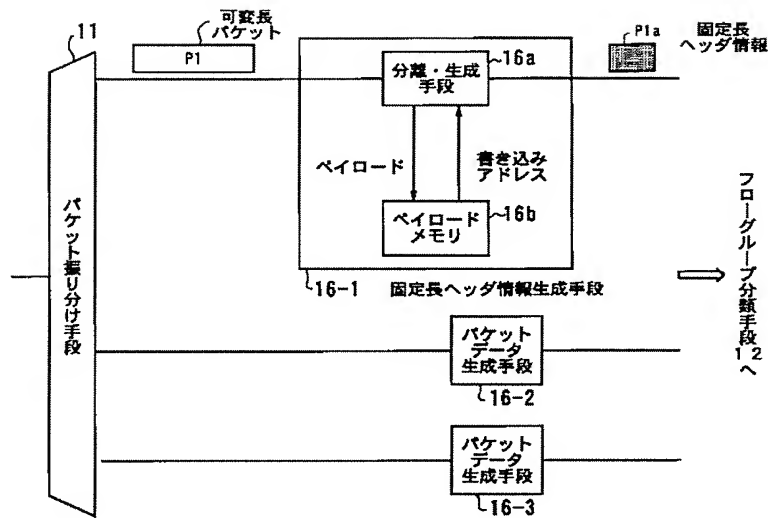 11
可変長
パケット
P1
16a
分離・生成
手段
P1a
固定長
ヘッダ情報
ペイロード
書き込み
アドレス
16b
ペイロード
メモリ
パケット振り分け手段
16-1
固定長ヘッダ情報生成手段
フローグループ分類手段12へ
パケット
データ
生成手段
16-2
パケット
データ
生成手段
16-3